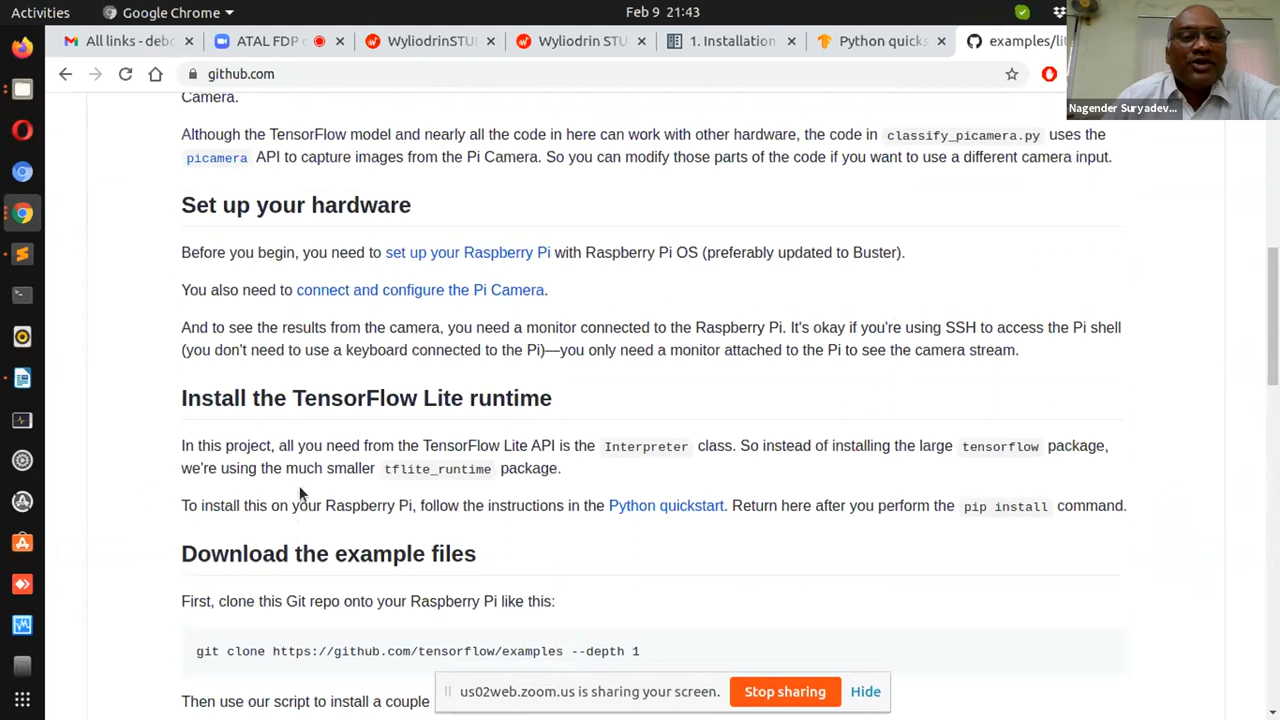 Activities Google Chrome Feb 9 21:43
All links - debo ATAL FDP WyliodrinSTU WyliodrinSTU 1. Installation Python quicks examples/lit
github.com
Nagender Suryadev...
Camera.
Although the TensorFlow model and nearly all the code in here can work with other hardware, the code in classify_picamera.py uses the
picamera API to capture images from the Pi Camera. So you can modify those parts of the code if you want to use a different camera input.
Set up your hardware
Before you begin, you need to set up your Raspberry Pi with Raspberry Pi OS (preferably updated to Buster).
You also need to connect and configure the Pi Camera.
And to see the results from the camera, you need a monitor connected to the Raspberry Pi. It's okay if you're using SSH to access the Pi shell
(you don't need to use a keyboard connected to the Pi)—you only need a monitor attached to the Pi to see the camera stream.
Install the TensorFlow Lite runtime
In this project, all you need from the TensorFlow Lite API is the Interpreter class. So instead of installing the large tensorflow package,
we're using the much smaller tflite_runtime package.
To install this on your Raspberry Pi, follow the instructions in the Python quickstart. Return here after you perform the pip install command.
Download the example files
First, clone this Git repo onto your Raspberry Pi like this:
git clone https://github.com/tensorflow/examples --depth 1
Then use our script to install a couple
us02web.zoom.us is sharing your screen. Stop sharing Hide